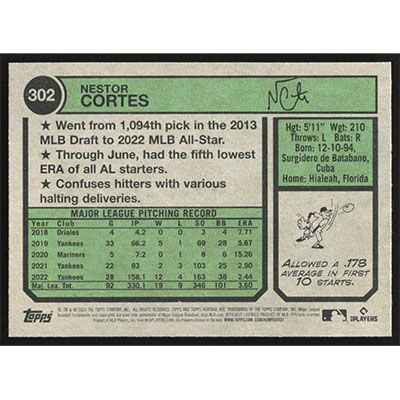 302
NESTOR
CORTES
★ Went from 1,094th pick in the 2013
MLB Draft to 2022 MLB All-Star.
★ Through June, had the fifth lowest
ERA of all AL starters.
★ Confuses hitters with various
halting deliveries.
Hgt: 5'11" Wgt: 210
Throws: L Bats: R
Born: 12-10-94,
Surgidero de Batabano,
Cuba
Home: Hialeah, Florida
MAJOR LEAGUE PITCHING RECORD
Year Club G IP W L SO BB ERA
2018 Orioles 4 4.2 0 0 3 4 7.71
2019 Yankees 33 66.2 5 1 69 28 5.67
2020 Mariners 5 7.2 0 1 8 6 15.26
2021 Yankees 22 93 2 3 103 25 2.90
2022 Yankees 28 158.1 12 4 163 38 2.44
Maj. Lea. Tot. 92 330.1 19 9 346 101 3.60
ALLOWED A .178
AVERAGE IN FIRST
10 STARTS.
Topps
MLB
PLAYERS